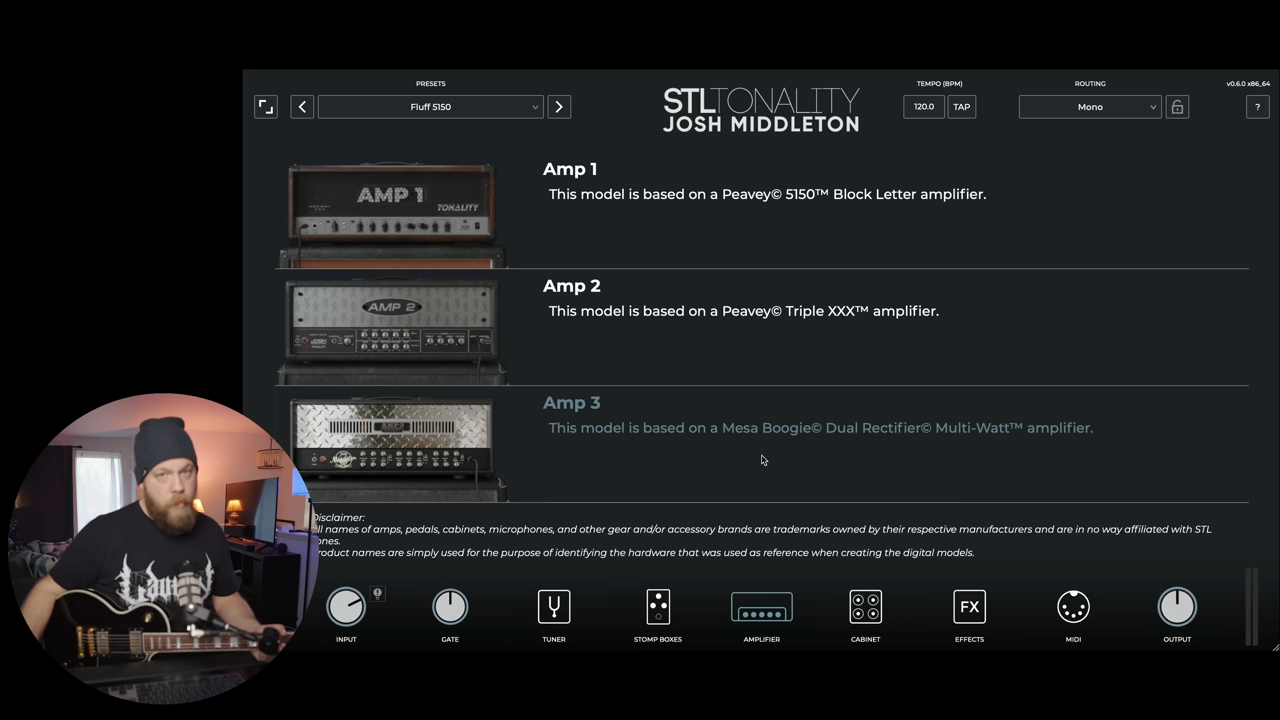 PRESETS
Fluff 5150
STLTONALITY
JOSH MIDDLETON
TEMPO (BPM)
120.0
TAP
ROUTING
Mono
v0.6.0 x86_64
?
AMP 1
TONALITY
Amp 1
This model is based on a Peavey© 5150™ Block Letter amplifier.
AMP 2
Amp 2
This model is based on a Peavey© Triple XXX™ amplifier.
AMP 3
Amp 3
This model is based on a Mesa Boogie© Dual Rectifier© Multi-Watt™ amplifier.
Disclaimer:
ll names of amps, pedals, cabinets, microphones, and other gear and/or accessory brands are trademarks owned by their respective manufacturers and are in no way affiliated with STL
ones.
roduct names are simply used for the purpose of identifying the hardware that was used as reference when creating the digital models.
INPUT
GATE
TUNER
STOMP BOXES
AMPLIFIER
CABINET
FX
EFFECTS
MIDI
OUTPUT